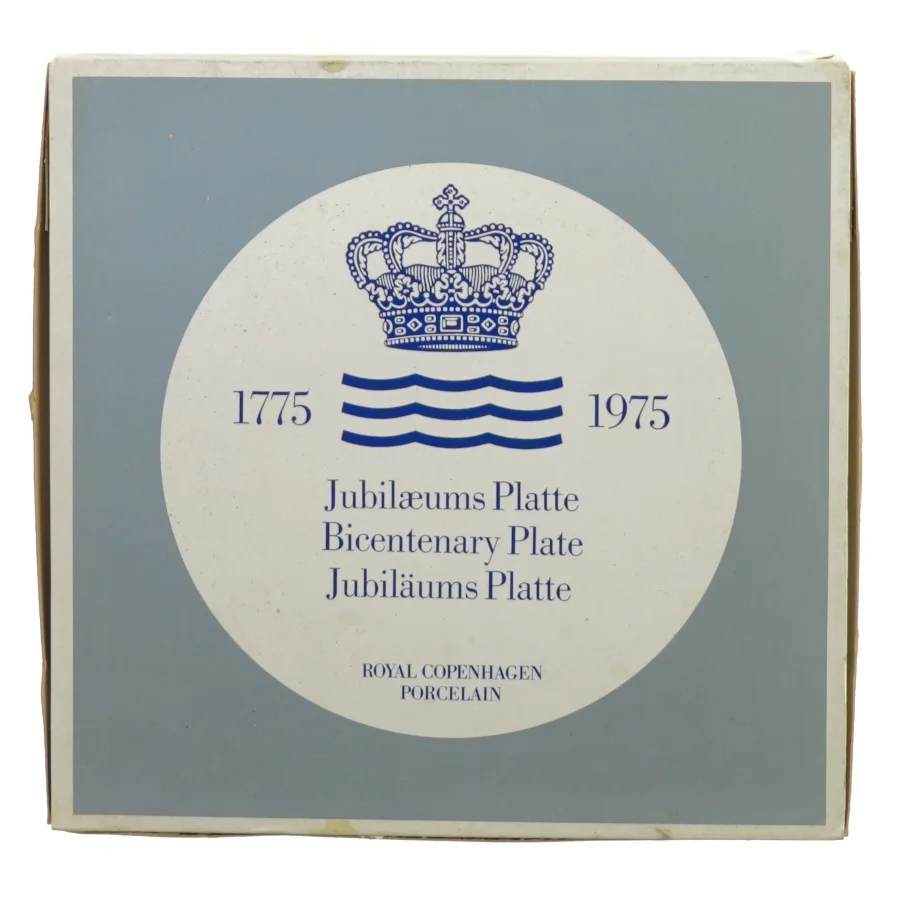 1775 1975
Jubilæums Platte
Bicentenary Plate
Jubiläums Platte
ROYAL COPENHAGEN
PORCELAIN